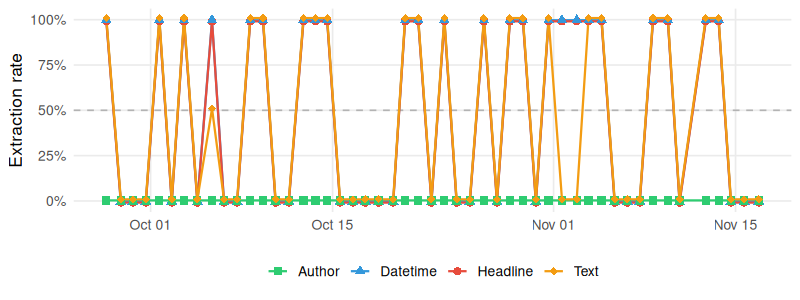 100%
75%
50%
25%
0%
Extraction rate
Oct 01 Oct 15 Nov 01 Nov 15
Author Datetime Headline Text